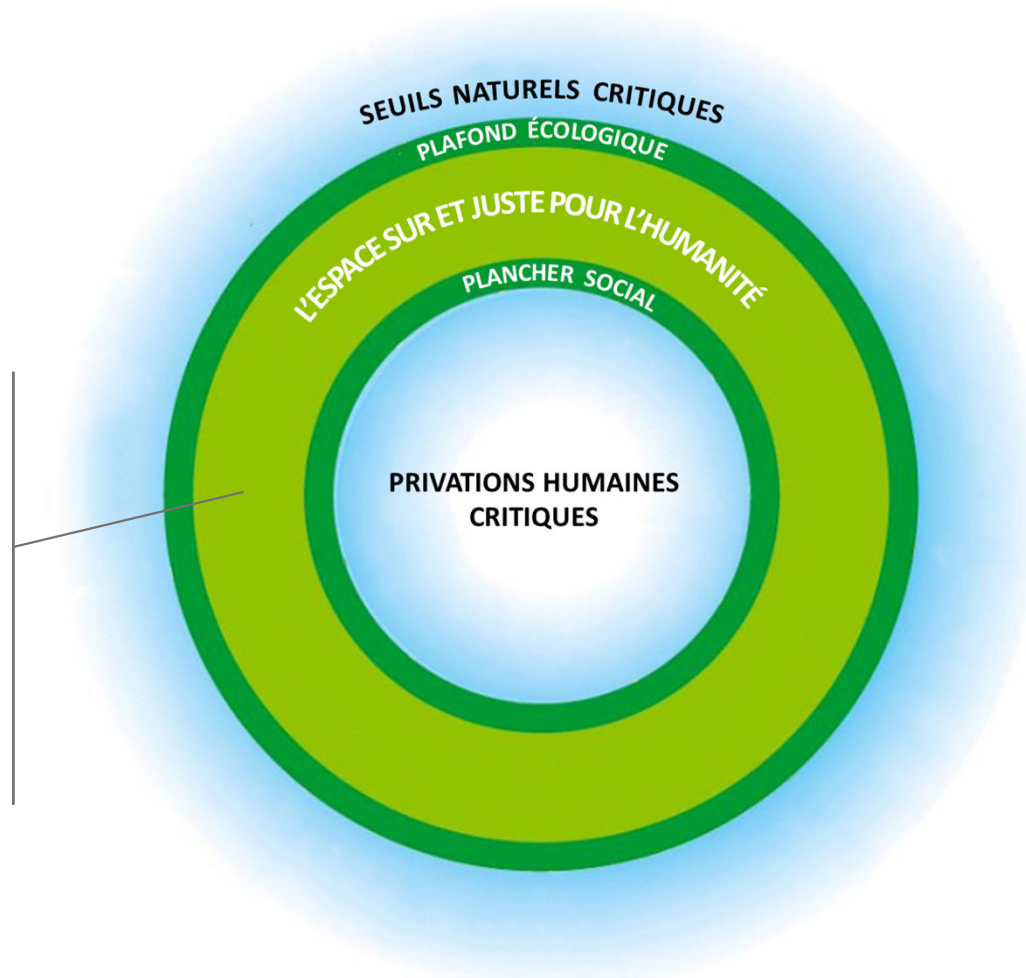 SEUILS NATURELS CRITIQUES
PLAFOND ÉCOLOGIQUE
L'ESPACE SUR ET JUSTE POUR L'HUMANITÉ
PLANCHER SOCIAL
PRIVATIONS HUMAINES
CRITIQUES